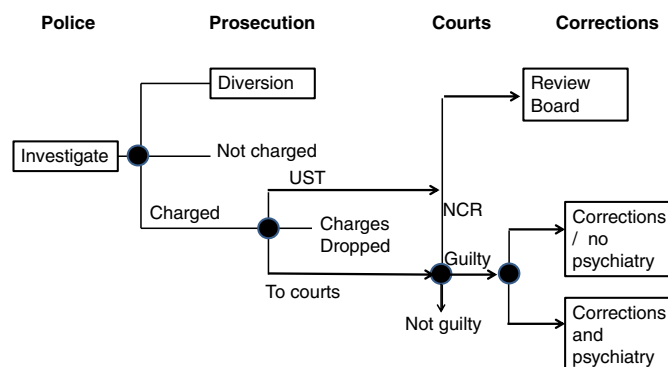 Police Prosecution Courts Corrections
Diversion
Review
Board
Investigate
Not charged
UST
Charged
NCR
Charges
Dropped
Corrections
/ no
psychiatry
Guilty
To courts
Not guilty
Corrections
and
psychiatry